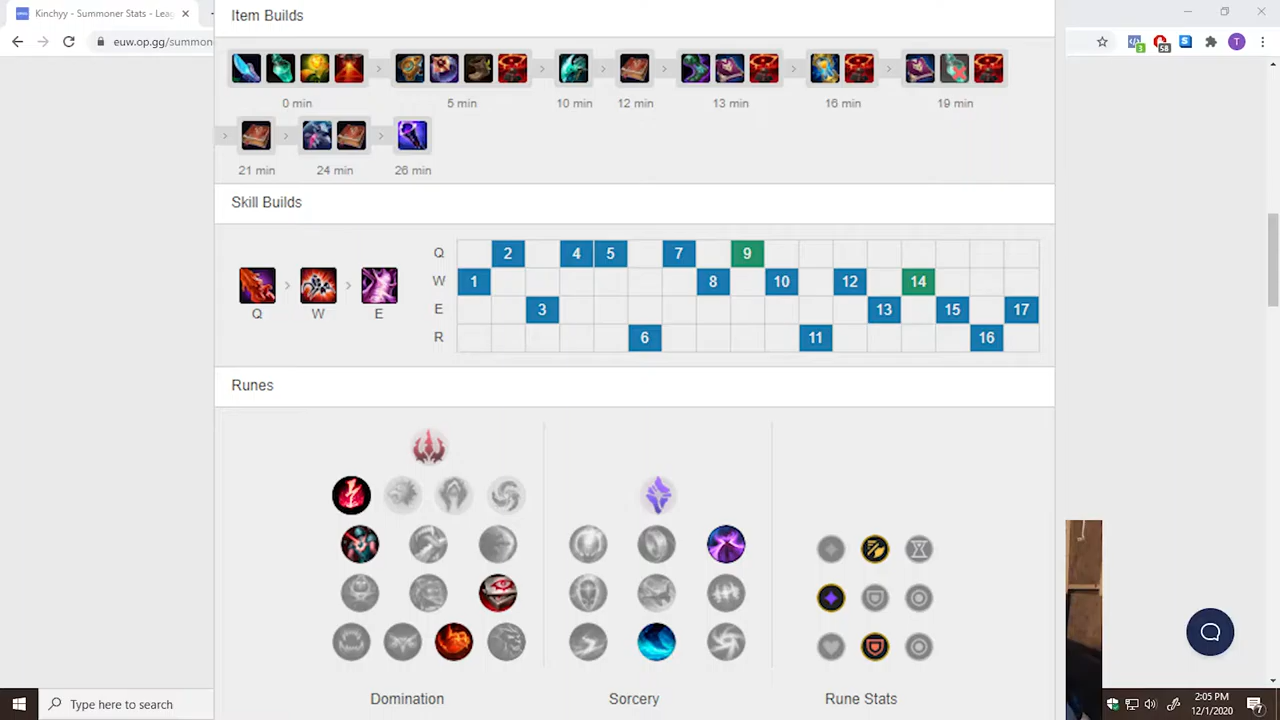 Kinchyy - Summoner Stats - Leag
euw.op.gg/summon
3
58
T
Item Builds
0 min
5 min
10 min
12 min
13 min
16 min
19 min
21 min
24 min
26 min
Skill Builds
Q 2 4 5 7 9
W 1 8 10 12 14
E 3 13 15 17
R 6 11 16
Q W E
Runes
Domination
Sorcery
Rune Stats
Type here to search
2:05 PM
12/1/2020
7